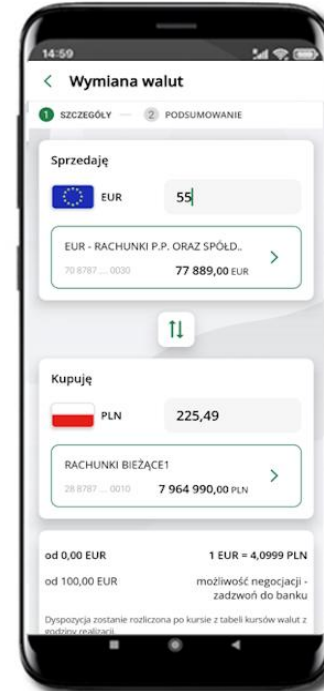 14:59
Wymiana walut
1 SZCZEGÓŁY 2 PODSUMOWANIE
Sprzedaję
EUR 55
EUR - RACHUNKI P.P. ORAZ SPÓŁD..
70 8787 ... 0030 77 889,00 EUR
Kupuję
PLN 225,49
RACHUNKI BIEŻĄCE1
28 8787 ... 0010 7 964 990,00 PLN
od 0,00 EUR 1 EUR = 4,0999 PLN
od 100,00 EUR możliwość negocjacji -
zadzwoń do banku
Dyspozycja zostanie rozliczona po kursie z tabeli kursów walut z
godziny realizacji